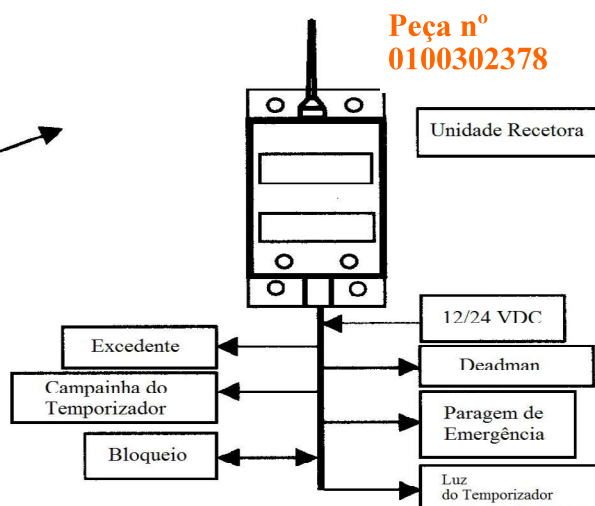 Peça nº
0100302378
Unidade Recetora
12/24 VDC
Excedente
Deadman
Campainha do
Temporizador
Paragem de
Emergência
Bloqueio
Luz
do Temporizador